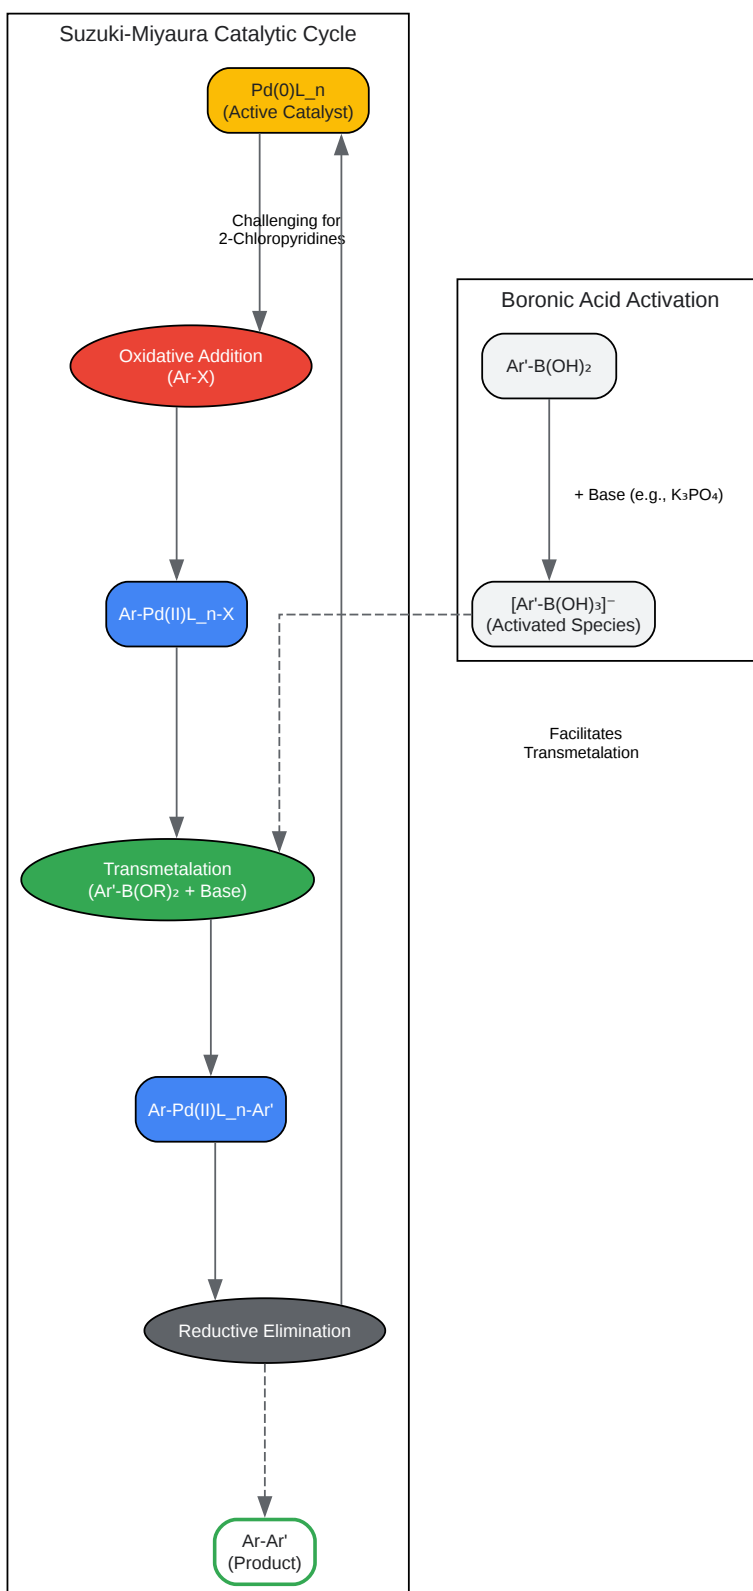 Suzuki-Miyaura Catalytic Cycle
Pd(0)L_n
(Active Catalyst)
Challenging for
2-Chloropyridines
Oxidative Addition
(Ar-X)
Ar-Pd(II)L_n-X
Transmetalation
(Ar'-B(OR)₂ + Base)
Ar-Pd(II)L_n-Ar'
Reductive Elimination
Ar-Ar'
(Product)
Boronic Acid Activation
Ar'-B(OH)₂
+ Base (e.g., K₃PO₄)
[Ar'-B(OH)₃]⁻
(Activated Species)
Facilitates
Transmetalation